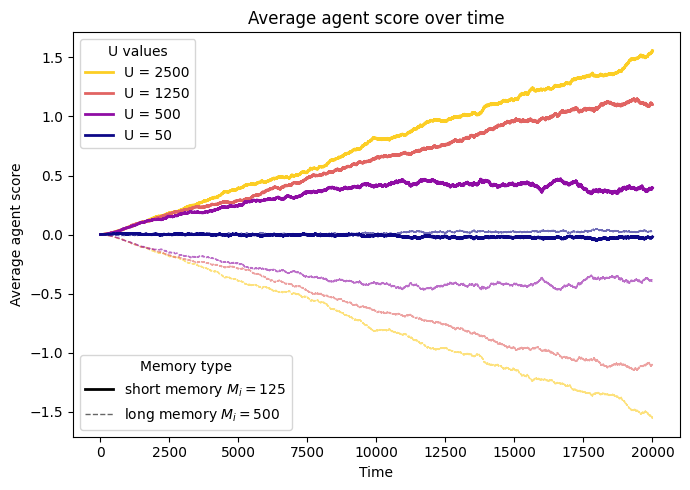 Average agent score over time
Average agent score
1.5
1.0
0.5
0.0
−0.5
−1.0
−1.5
U values
U = 2500
U = 1250
U = 500
U = 50
Memory type
short memory $M_i = 125$
long memory $M_i = 500$
0 2500 5000 7500 10000 12500 15000 17500 20000
Time